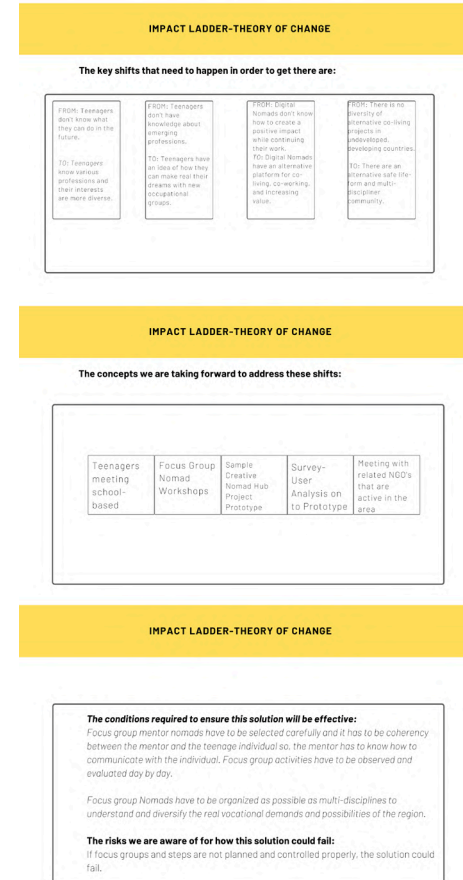 IMPACT LADDER-THEORY OF CHANGE
The key shifts that need to happen in order to get there are:
FROM: Teenagers
don't know what
they can do in the
future.
TO: Teenagers
know various
professions and
their interests
are more diverse.
FROM: Teenagers
don't have
knowledge about
emerging
professions.
TO: Teenagers have
an idea of how they
can make real their
dreams with new
occupational
groups.
FROM: Digital
Nomads don't know
how to create a
positive impact
while continuing
their work.
TO: Digital Nomads
have an alternative
platform for co-
living, co-working,
and increasing
value.
FROM: There is no
diversity of
alternative co-living
projects in
undeveloped,
developing countries.
TO: There are an
alternative safe life-
form and multi-
discipliner
community.
IMPACT LADDER-THEORY OF CHANGE
The concepts we are taking forward to address these shifts:
Teenagers
meeting
school-
based
Focus Group
Nomad
Workshops
Sample
Creative
Nomad Hub
Project
Prototype
Survey-
User
Analysis on
to Prototype
Meeting with
related NGO's
that are
active in the
area
IMPACT LADDER-THEORY OF CHANGE
The conditions required to ensure this solution will be effective:
Focus group mentor nomads have to be selected carefully and it has to be coherency
between the mentor and the teenage individual so, the mentor has to know how to
communicate with the individual. Focus group activities have to be observed and
evaluated day by day.
Focus group Nomads have to be organized as possible as multi-disciplines to
understand and diversify the real vocational demands and possibilities of the region.
The risks we are aware of for how this solution could fail:
If focus groups and steps are not planned and controlled properly, the solution could
fail.